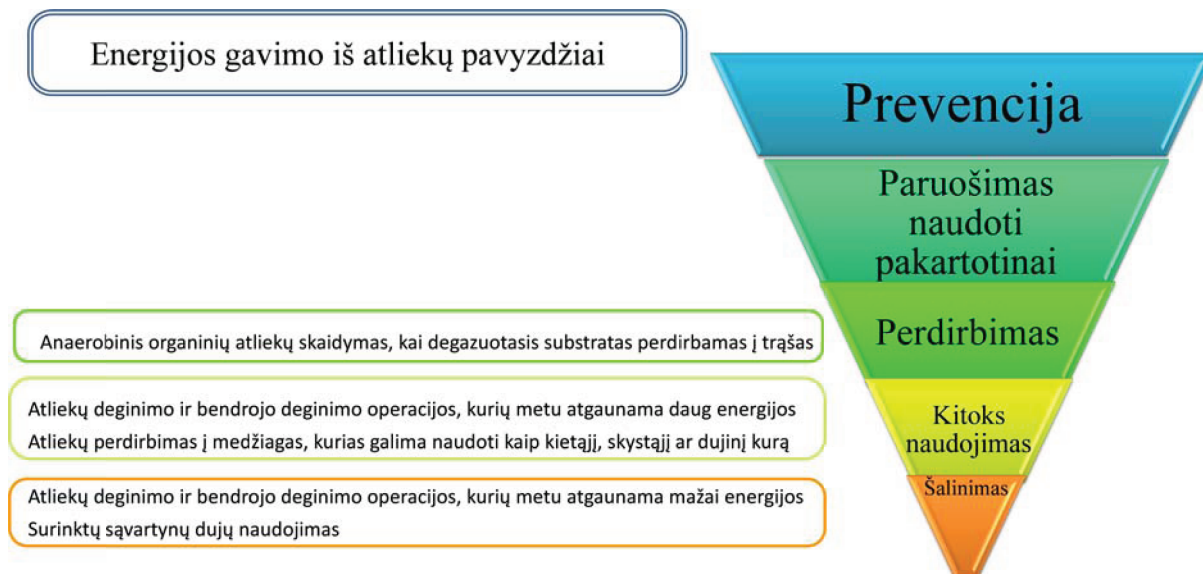 Energijos gavimo iš atliekų pavyzdžiai
Prevencija
Paruošimas
naudoti
pakartotinai
Anaerobinis organinių atliekų skaidymas, kai degazuotasis substratas perdirbamas į trąšas
Perdirbimas
Atliekų deginimo ir bendrojo deginimo operacijos, kurių metu atgaunama daug energijos
Atliekų perdirbimas į medžiagas, kurias galima naudoti kaip kietąjį, skystąjį ar dujinį kurą
Kitoks
naudojimas
Atliekų deginimo ir bendrojo deginimo operacijos, kurių metu atgaunama mažai energijos
Surinktų sąvartynų dujų naudojimas
Šalinimas